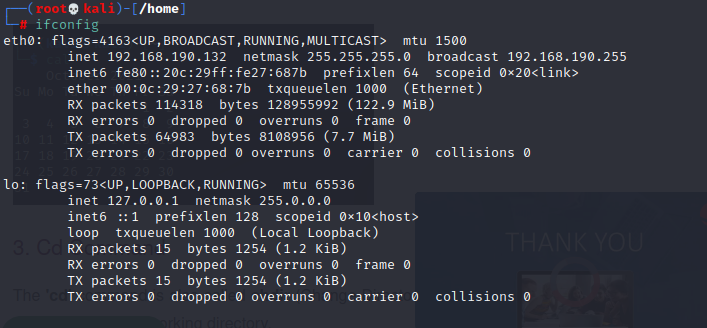 ┌──(root💀kali)-[/home]
└─# ifconfig
eth0: flags=4163<UP,BROADCAST,RUNNING,MULTICAST>  mtu 1500
        inet 192.168.190.132  netmask 255.255.255.0  broadcast 192.168.190.255
        inet6 fe80::20c:29ff:fe27:687b  prefixlen 64  scopeid 0×20<link>
        ether 00:0c:29:27:68:7b  txqueuelen 1000  (Ethernet)
        RX packets 114318  bytes 128955992 (122.9 MiB)
        RX errors 0  dropped 0  overruns 0  frame 0
        TX packets 64983  bytes 8108956 (7.7 MiB)
        TX errors 0  dropped 0 overruns 0  carrier 0  collisions 0
lo: flags=73<UP,LOOPBACK,RUNNING>  mtu 65536
        inet 127.0.0.1  netmask 255.0.0.0
        inet6 ::1  prefixlen 128  scopeid 0×10<host>
        loop  txqueuelen 1000  (Local Loopback)
        RX packets 15  bytes 1254 (1.2 KiB)
        RX errors 0  dropped 0  overruns 0  frame 0
        TX packets 15  bytes 1254 (1.2 KiB)
        TX errors 0  dropped 0 overruns 0  carrier 0  collisions 0
THANK YOU
3. Cd
The 'cd
working directory